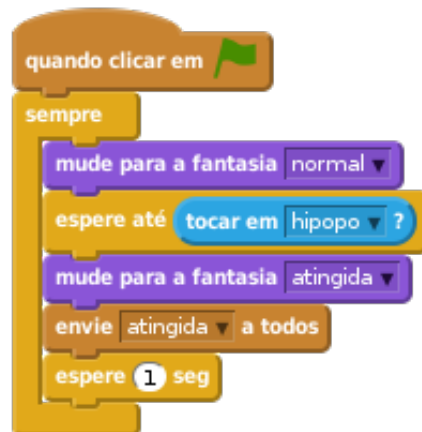 quando clicar em
sempre
mude para a fantasia normal
espere até tocar em hipopo ?
mude para a fantasia atingida
envie atingida a todos
espere 1 seg